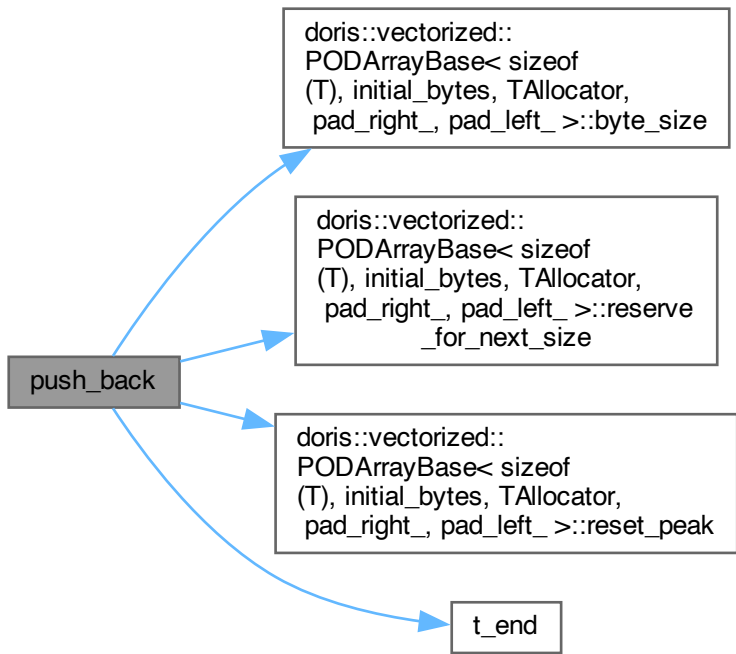 doris::vectorized::
PODArrayBase< sizeof
(T), initial_bytes, TAllocator,
pad_right_, pad_left_ >::byte_size
doris::vectorized::
PODArrayBase< sizeof
(T), initial_bytes, TAllocator,
pad_right_, pad_left_ >::reserve
_for_next_size
push_back
doris::vectorized::
PODArrayBase< sizeof
(T), initial_bytes, TAllocator,
pad_right_, pad_left_ >::reset_peak
t_end